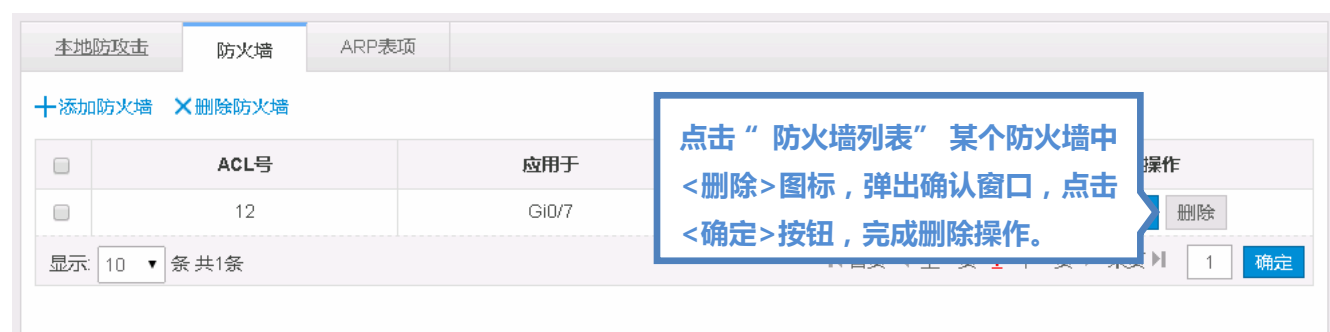 本地防攻击 防火墙 ARP表项
添加防火墙 删除防火墙
点击“ 防火墙列表” 某个防火墙中
<删除>图标，弹出确认窗口，点击
<确定>按钮，完成删除操作。
ACL号 应用于 操作
12 Gi0/7 删除
显示: 10 条 共1条 1 确定